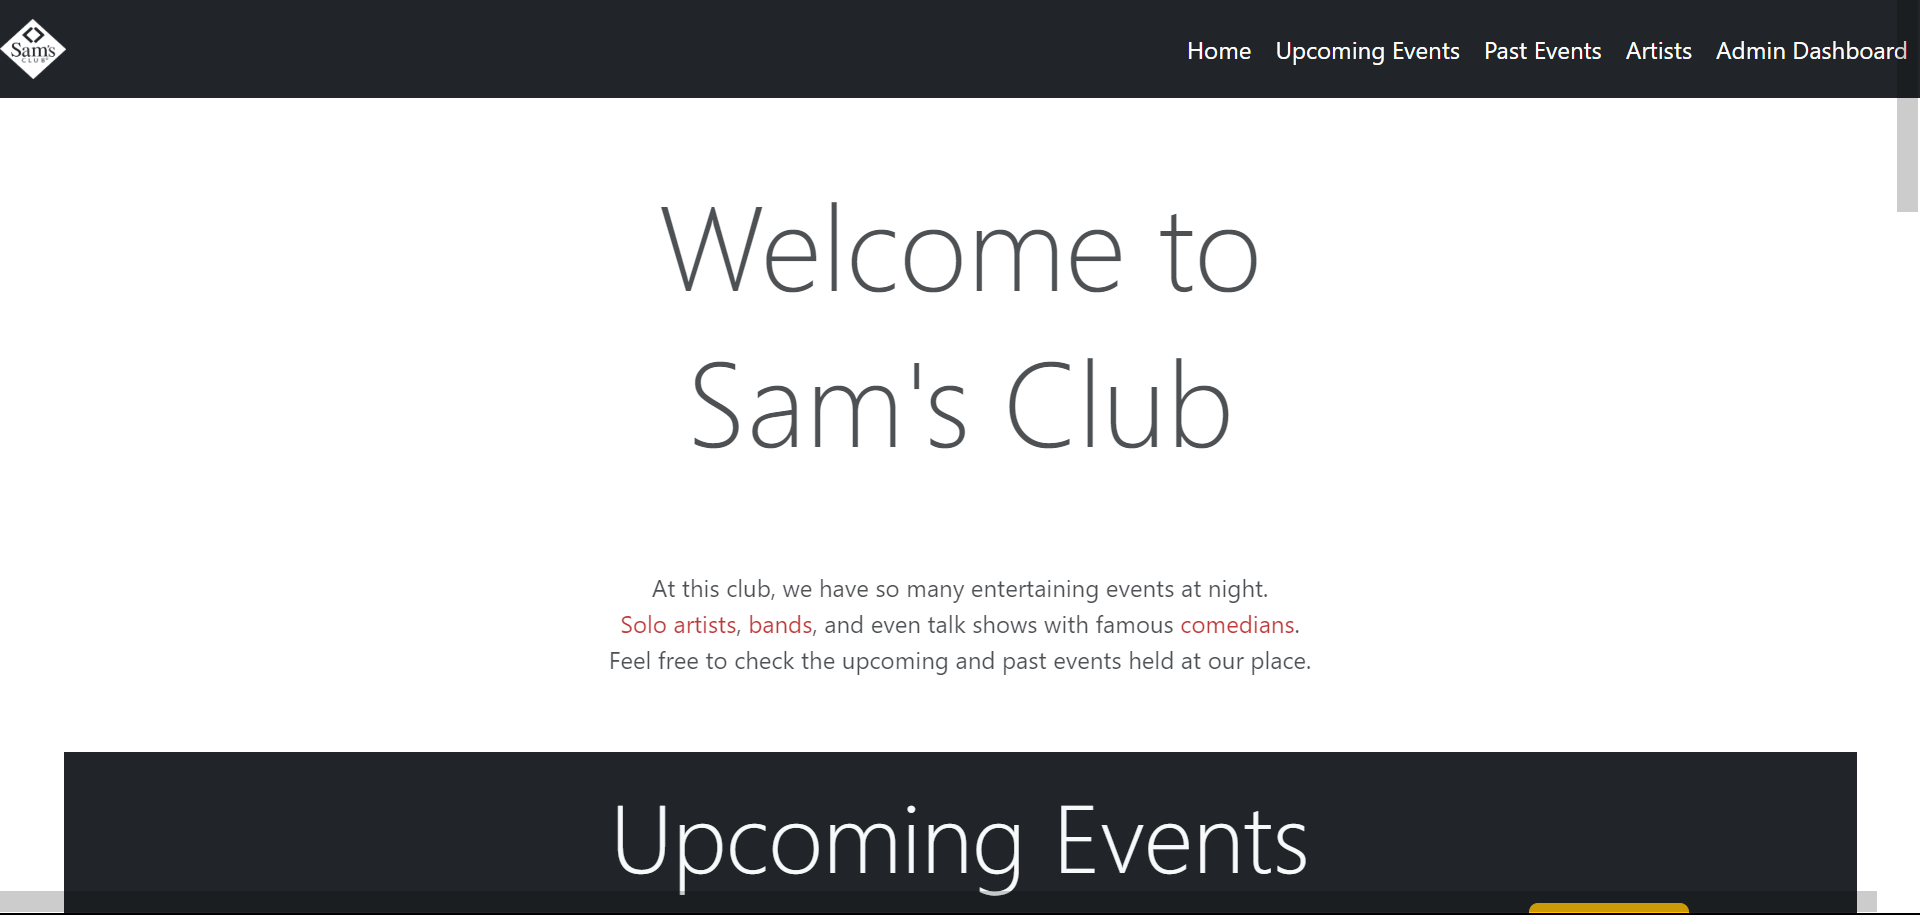 Sam's
CLUB
Home Upcoming Events Past Events Artists Admin Dashboard
Welcome to
Sam's Club
At this club, we have so many entertaining events at night.
Solo artists, bands, and even talk shows with famous comedians.
Feel free to check the upcoming and past events held at our place.
Upcoming Events